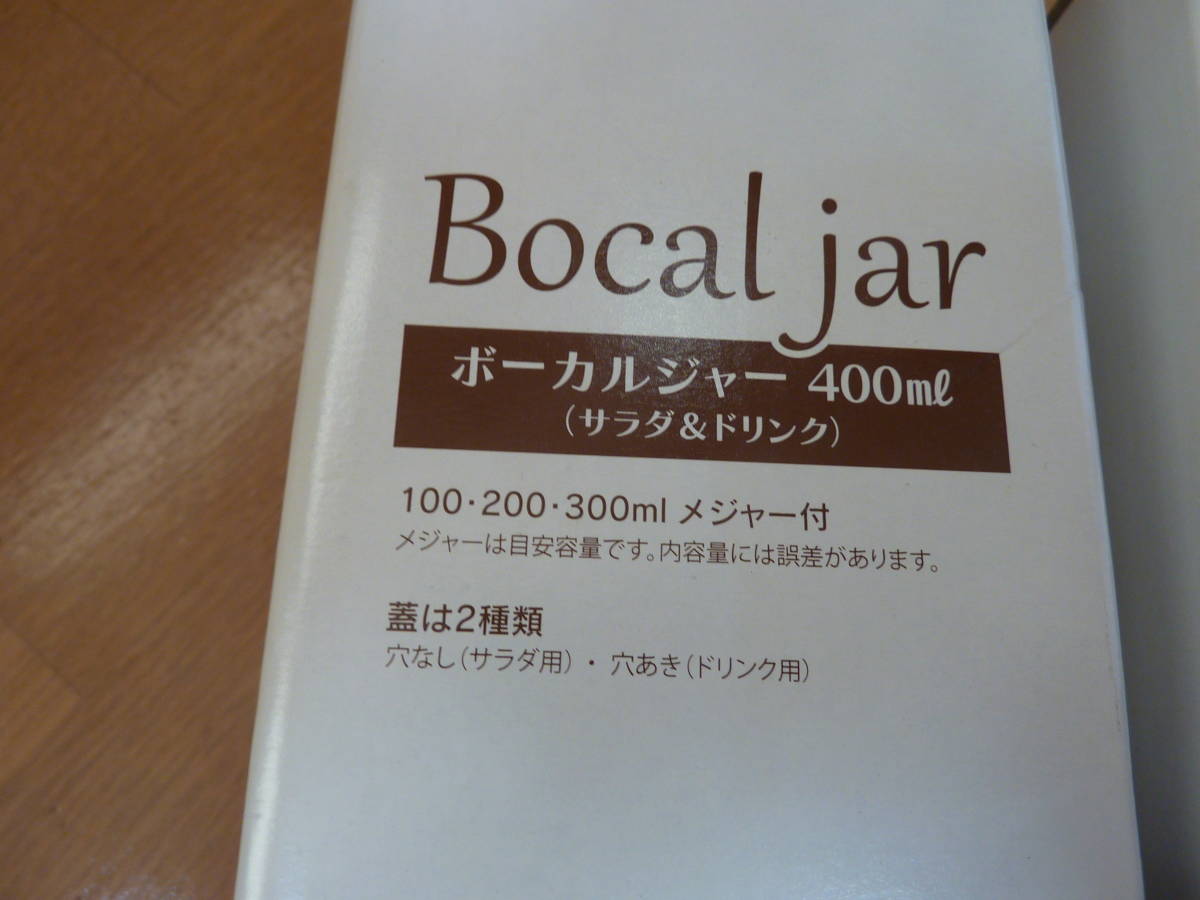 Bocal jar
ボーカルジャー 400ml
(サラダ&ドリンク)
100・200・300ml メジャー付
メジャーは目安容量です。内容量には誤差があります。
蓋は2種類
穴なし(サラダ用)・ 穴あき(ドリンク用)